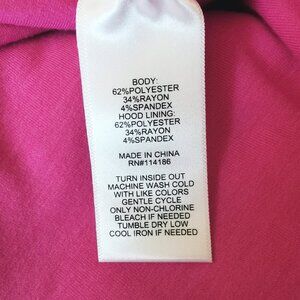 BODY:
62%POLYESTER
34%RAYON
4%SPANDEX
HOOD LINING:
62%POLYESTER
34%RAYON
4%SPANDEX
MADE IN CHINA
RN#114186
TURN INSIDE OUT
MACHINE WASH COLD
WITH LIKE COLORS
GENTLE CYCLE
ONLY NON-CHLORINE
BLEACH IF NEEDED
TUMBLE DRY LOW
COOL IRON IF NEEDED